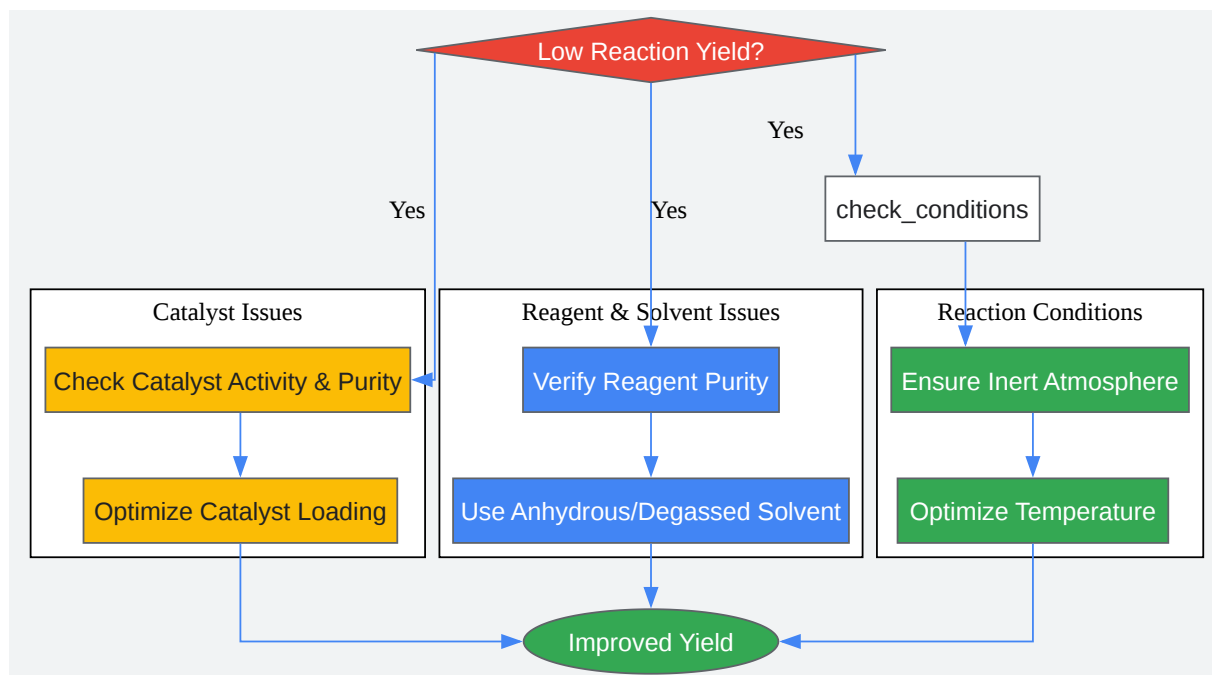 Low Reaction Yield?
Yes
Yes
Yes
check_conditions
Catalyst Issues
Reagent & Solvent Issues
Reaction Conditions
Check Catalyst Activity & Purity
Verify Reagent Purity
Ensure Inert Atmosphere
Optimize Catalyst Loading
Use Anhydrous/Degassed Solvent
Optimize Temperature
Improved Yield